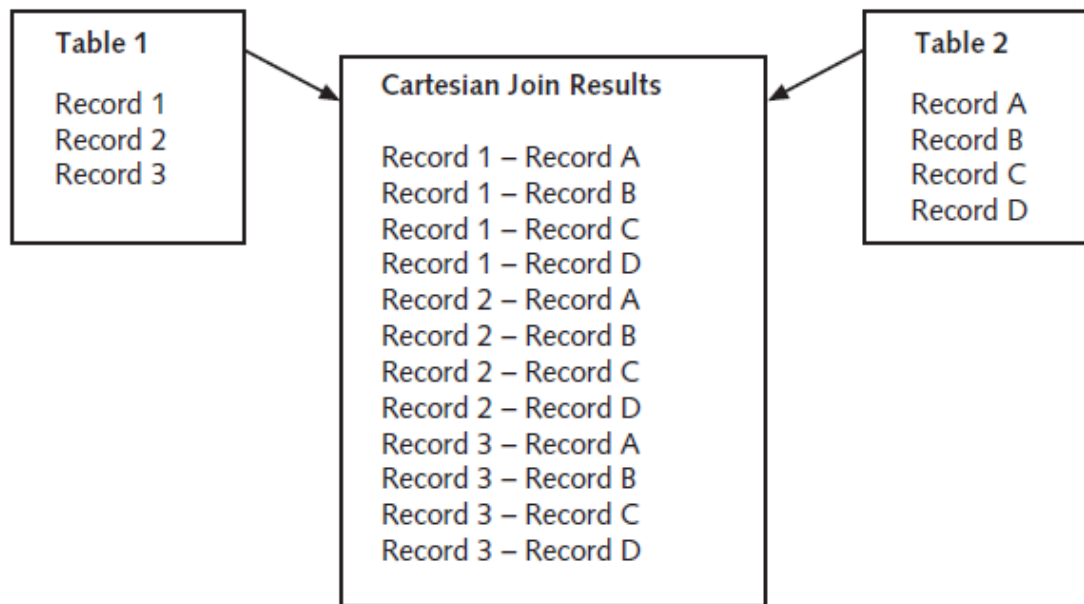 Table 1
Record 1
Record 2
Record 3
Cartesian Join Results
Record 1 – Record A
Record 1 – Record B
Record 1 – Record C
Record 1 – Record D
Record 2 – Record A
Record 2 – Record B
Record 2 – Record C
Record 2 – Record D
Record 3 – Record A
Record 3 – Record B
Record 3 – Record C
Record 3 – Record D
Table 2
Record A
Record B
Record C
Record D